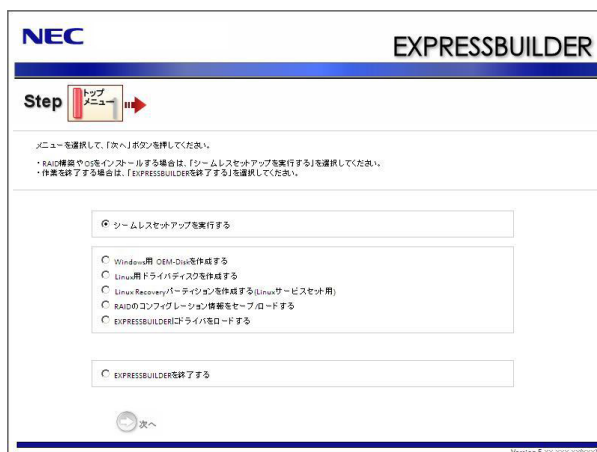 NEC
EXPRESSBUILDER
Step トップ
メニュー
メニューを選択して、「次へ」ボタンを押してください。
・RAID構築やOSをインストールする場合は、「シームレスセットアップを実行する」を選択してください。
・作業を終了する場合は、「EXPRESSBUILDERを終了する」を選択してください。
シームレスセットアップを実行する
Windows用 OEM-Diskを作成する
Linux用ドライバディスクを作成する
Linux Recoveryパーティションを作成する(Linuxサービスセット用)
RAIDのコンフィグレーション情報をセーブ/ロードする
EXPRESSBUILDERにドライバをロードする
EXPRESSBUILDERを終了する
次へ
Version 5